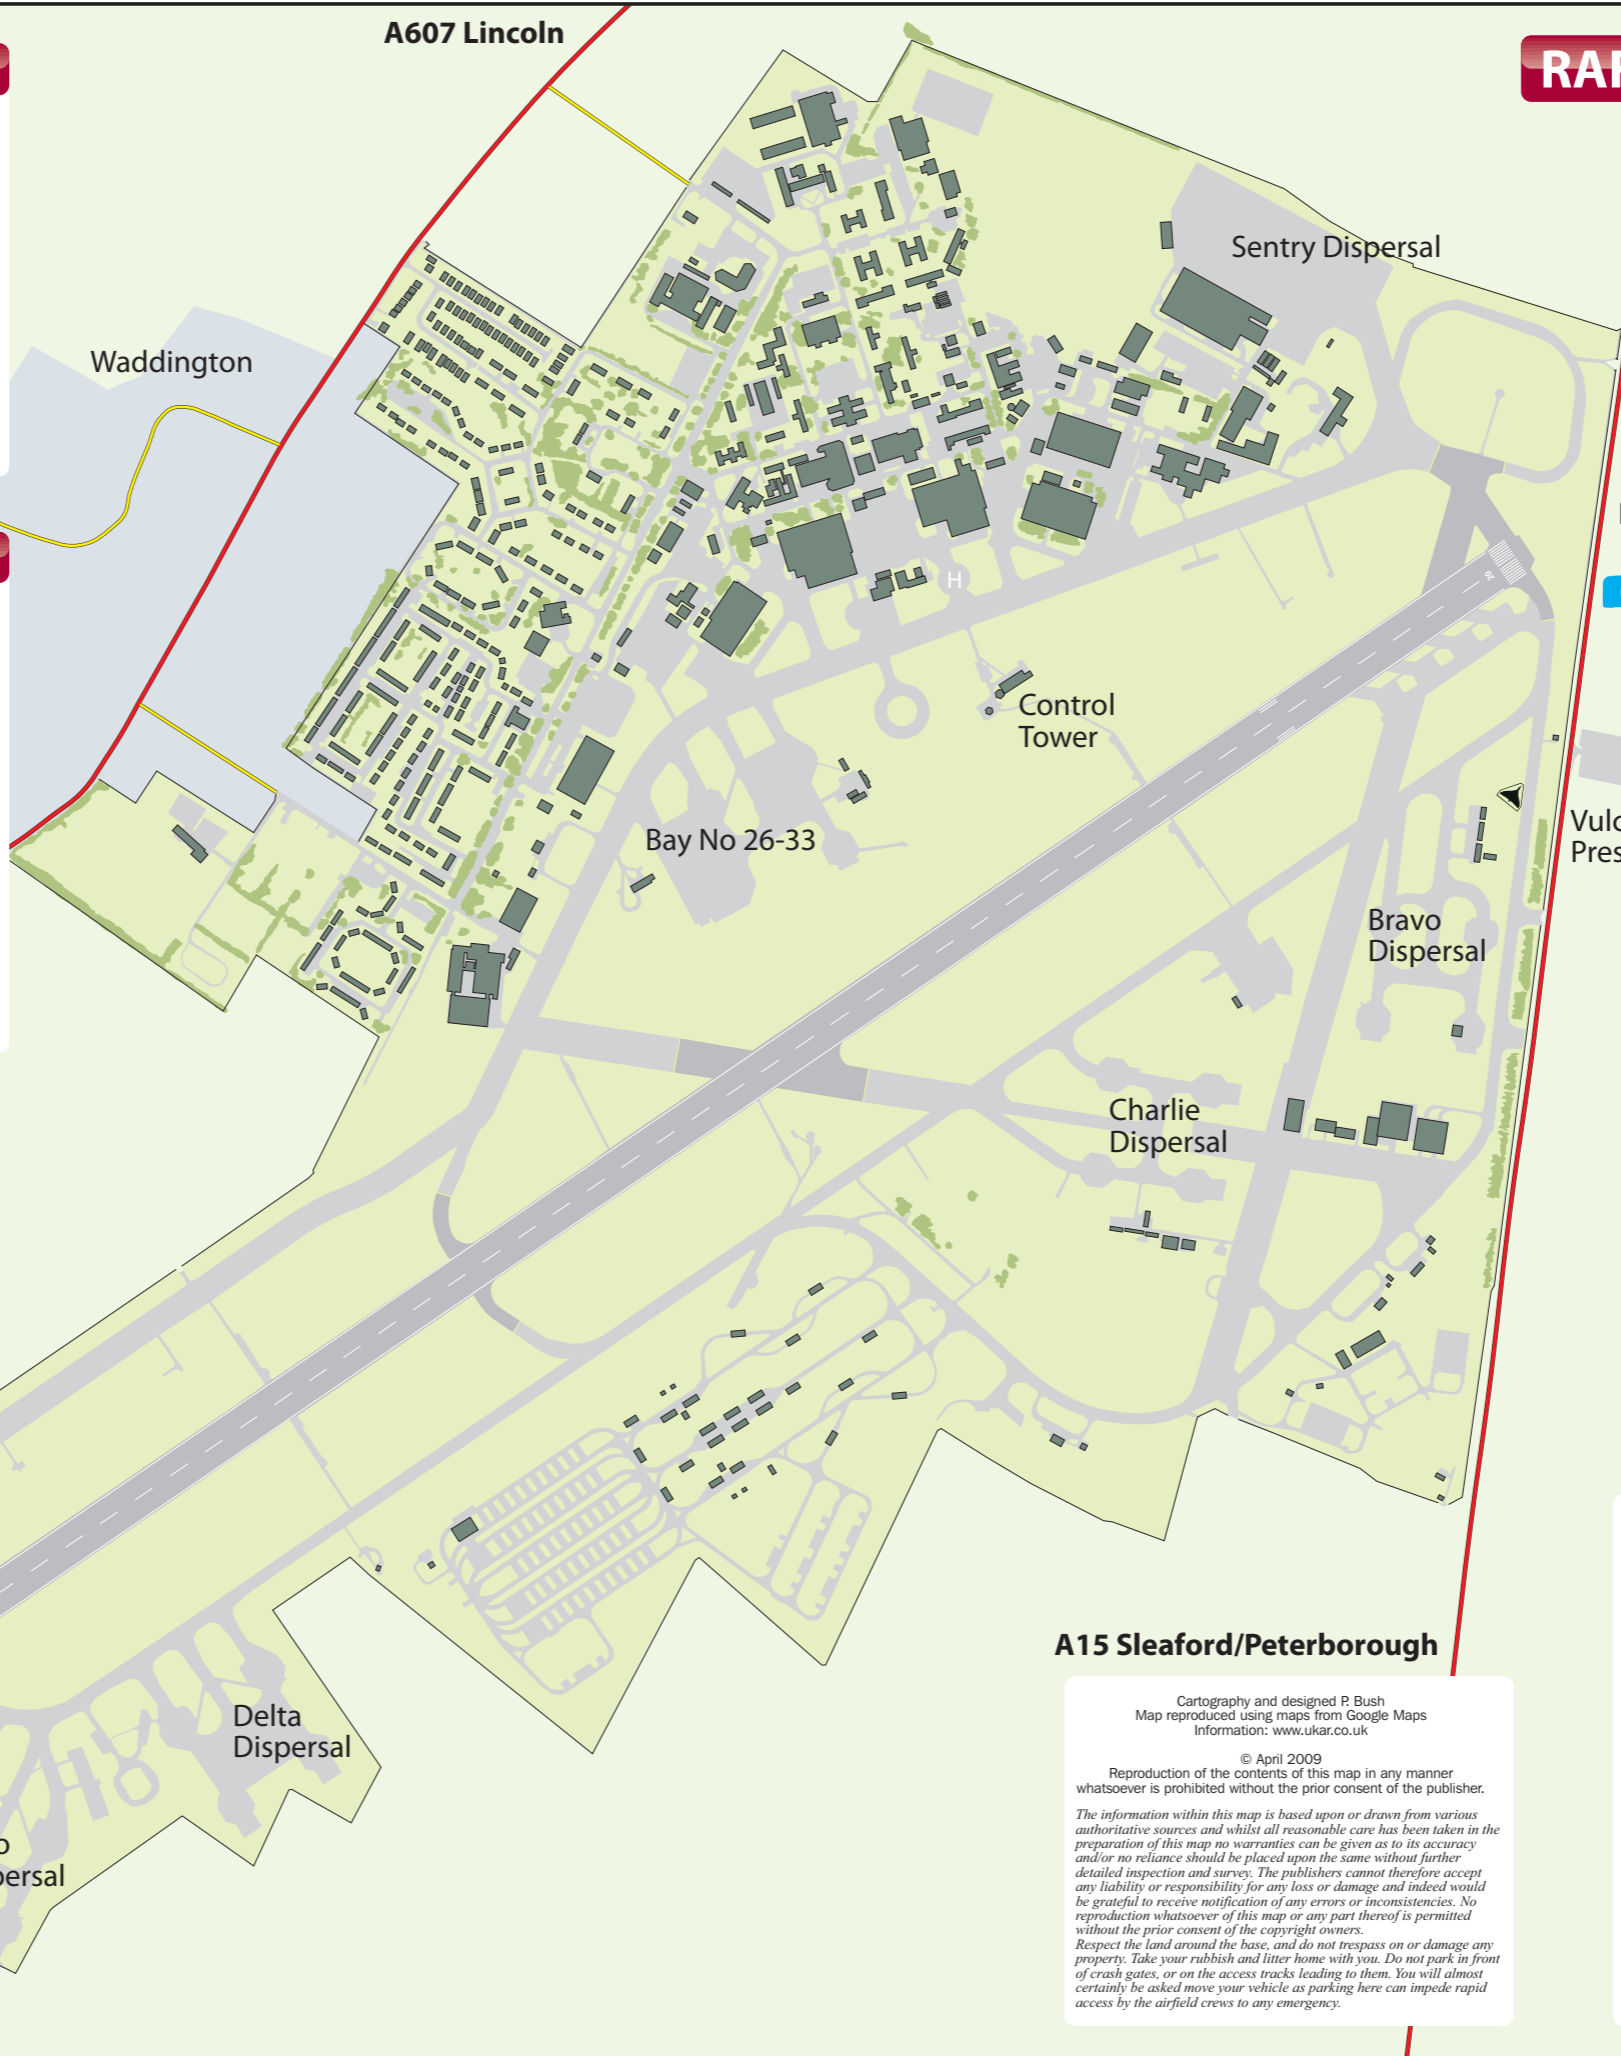 A607 Lincoln
Sentry Dispersal
Waddington
H
20
Control
Tower
Bay No 26-33
Bravo
Dispersal
Charlie
Dispersal
A15 Sleaford/Peterborough
Delta
Dispersal
Cartography and designed P. Bush
Map reproduced using maps from Google Maps
Information: www.ukar.co.uk
© April 2009
Reproduction of the contents of this map in any manner
whatsoever is prohibited without the prior consent of the publisher.
The information within this map is based upon or drawn from various
authoritative sources and whilst all reasonable care has been taken in the
preparation of this map no warranties can be given as to its accuracy
and/or no reliance should be placed upon the same without further
detailed inspection and survey. The publishers cannot therefore accept
any liability or responsibility for any loss or damage and indeed would
be grateful to receive notification of any errors or inconsistencies. No
reproduction whatsoever of this map or any part thereof is permitted
without the prior consent of the copyright owners.
Respect the land around the base, and do not trespass on or damage any
property. Take your rubbish and litter home with you. Do not park in front
of crash gates, or on the access tracks leading to them. You will almost
certainly be asked move your vehicle as parking here can impede rapid
access by the airfield crews to any emergency.